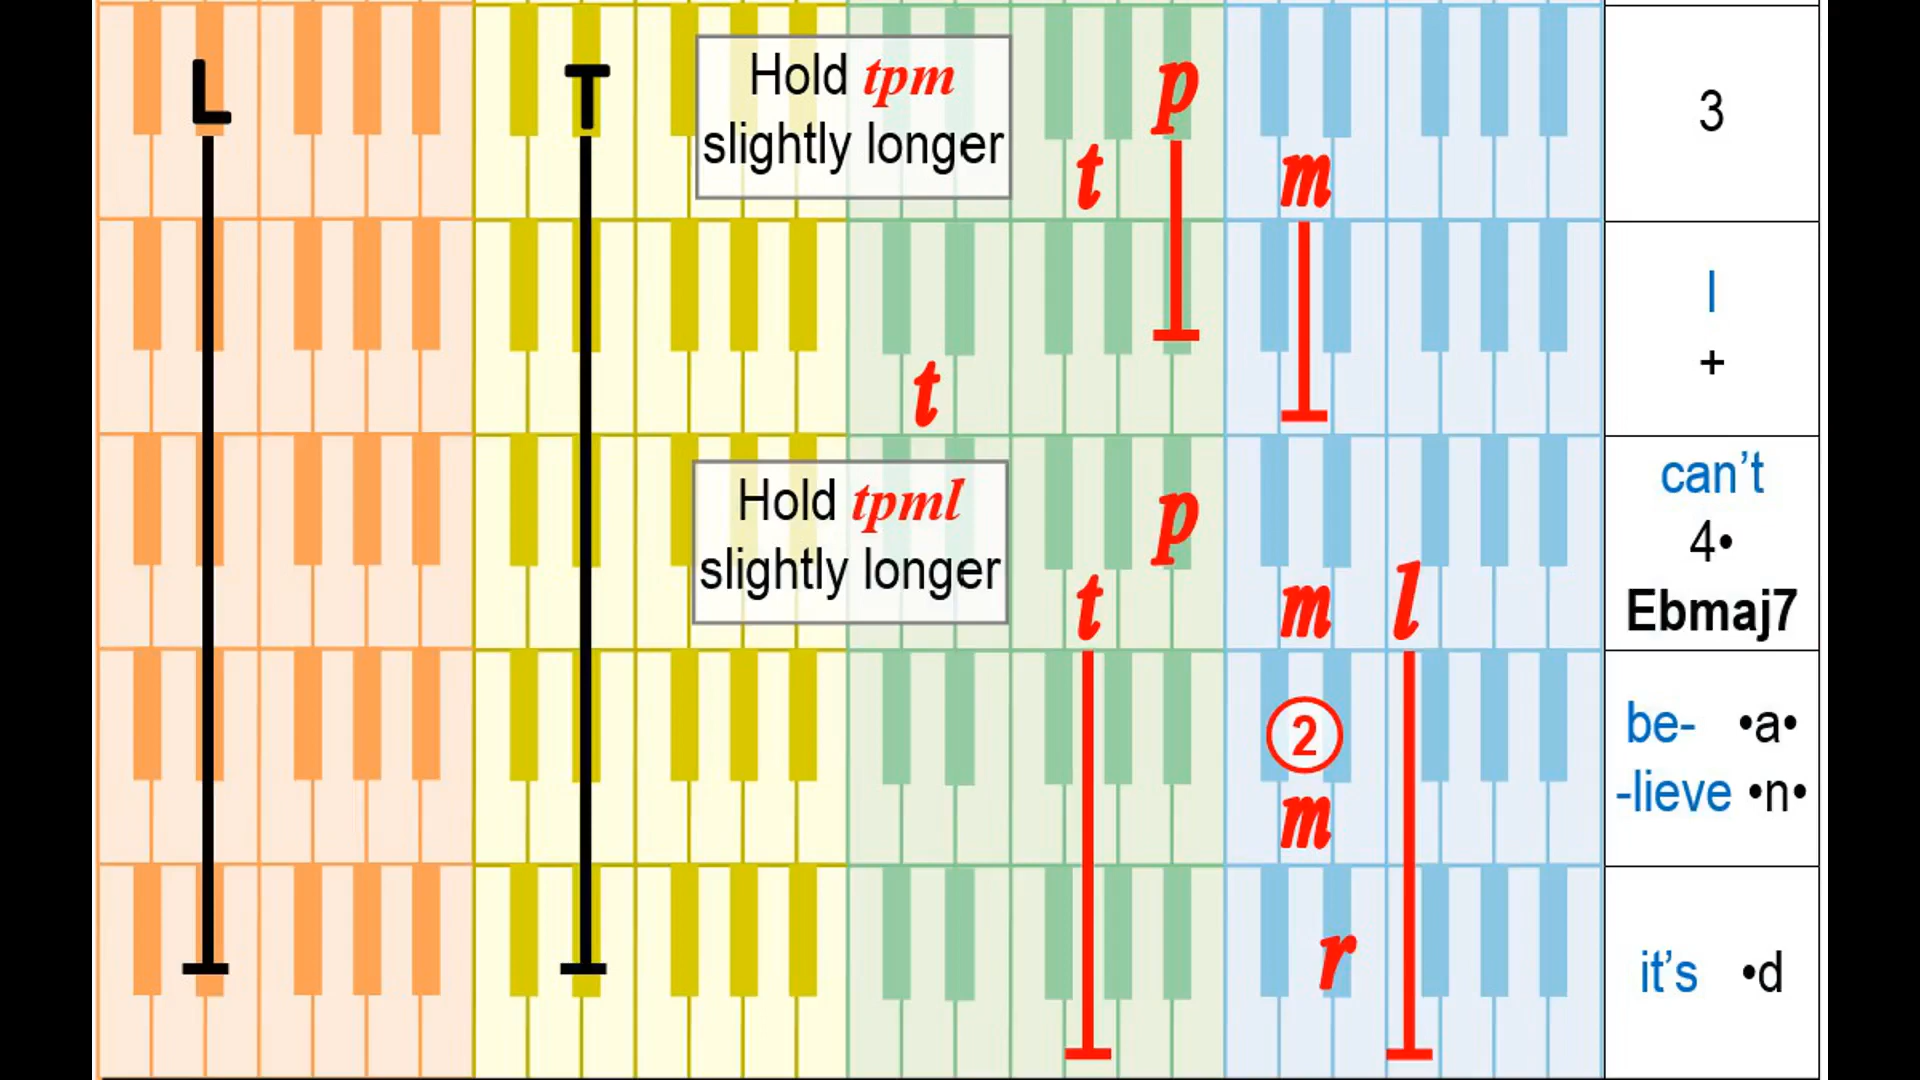 L
T
Hold tpm
slightly longer
p
t
m
3
I
+
t
Hold tpml
slightly longer
p
t
m
l
can’t
4•
Ebmaj7
2
m
be- •a•
-lieve •n•
r
it’s •d